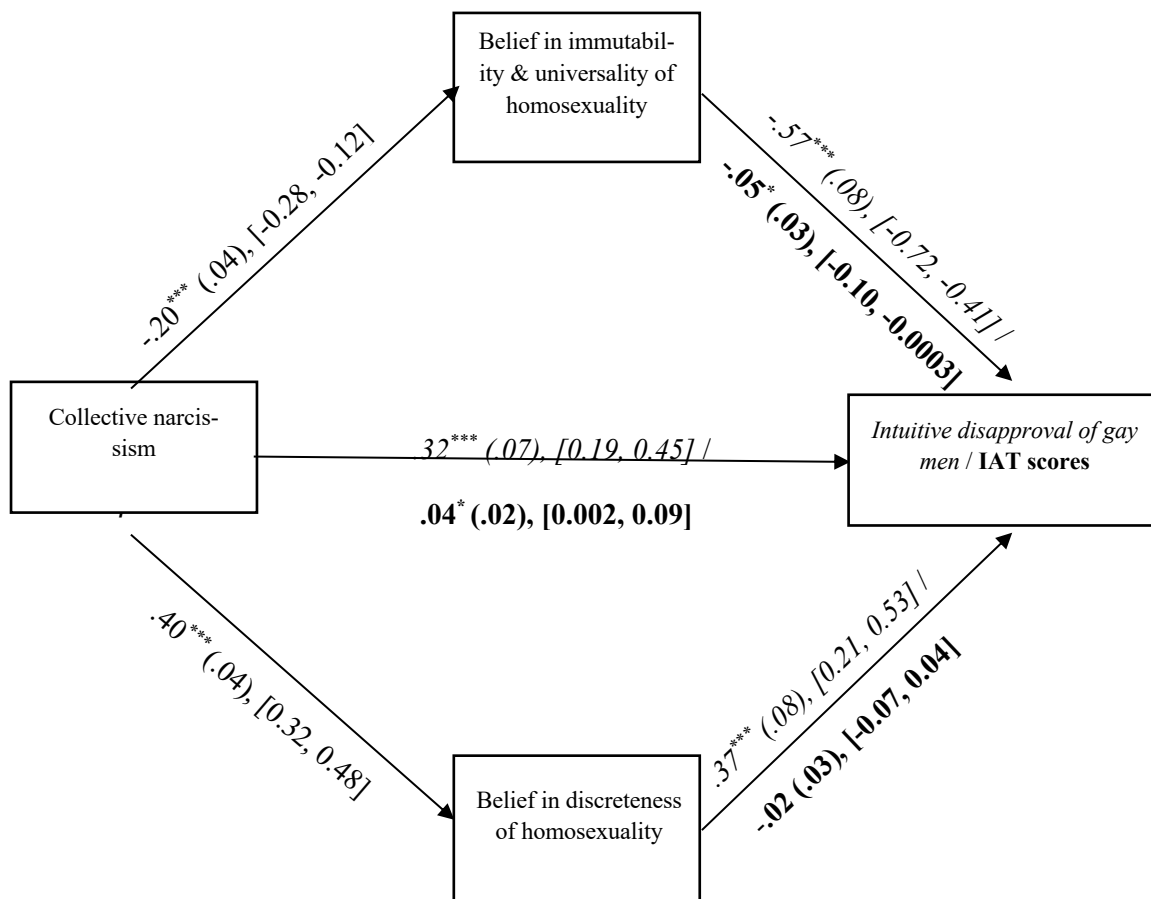 Belief in immutabil-
ity & universality of
homosexuality
-.20*** (.04), [-0.28, -0.12]
-.57*** (.08), [-0.72, -0.41] /
-.05* (.03), [-0.10, -0.0003]
Collective narcis-
sism
.32*** (.07), [0.19, 0.45] /
.04* (.02), [0.002, 0.09]
Intuitive disapproval of gay
men / IAT scores
.40*** (.04), [0.32, 0.48]
.37*** (.08), [0.21, 0.53] /
-.02 (.03), [-0.07, 0.04]
Belief in discreteness
of homosexuality